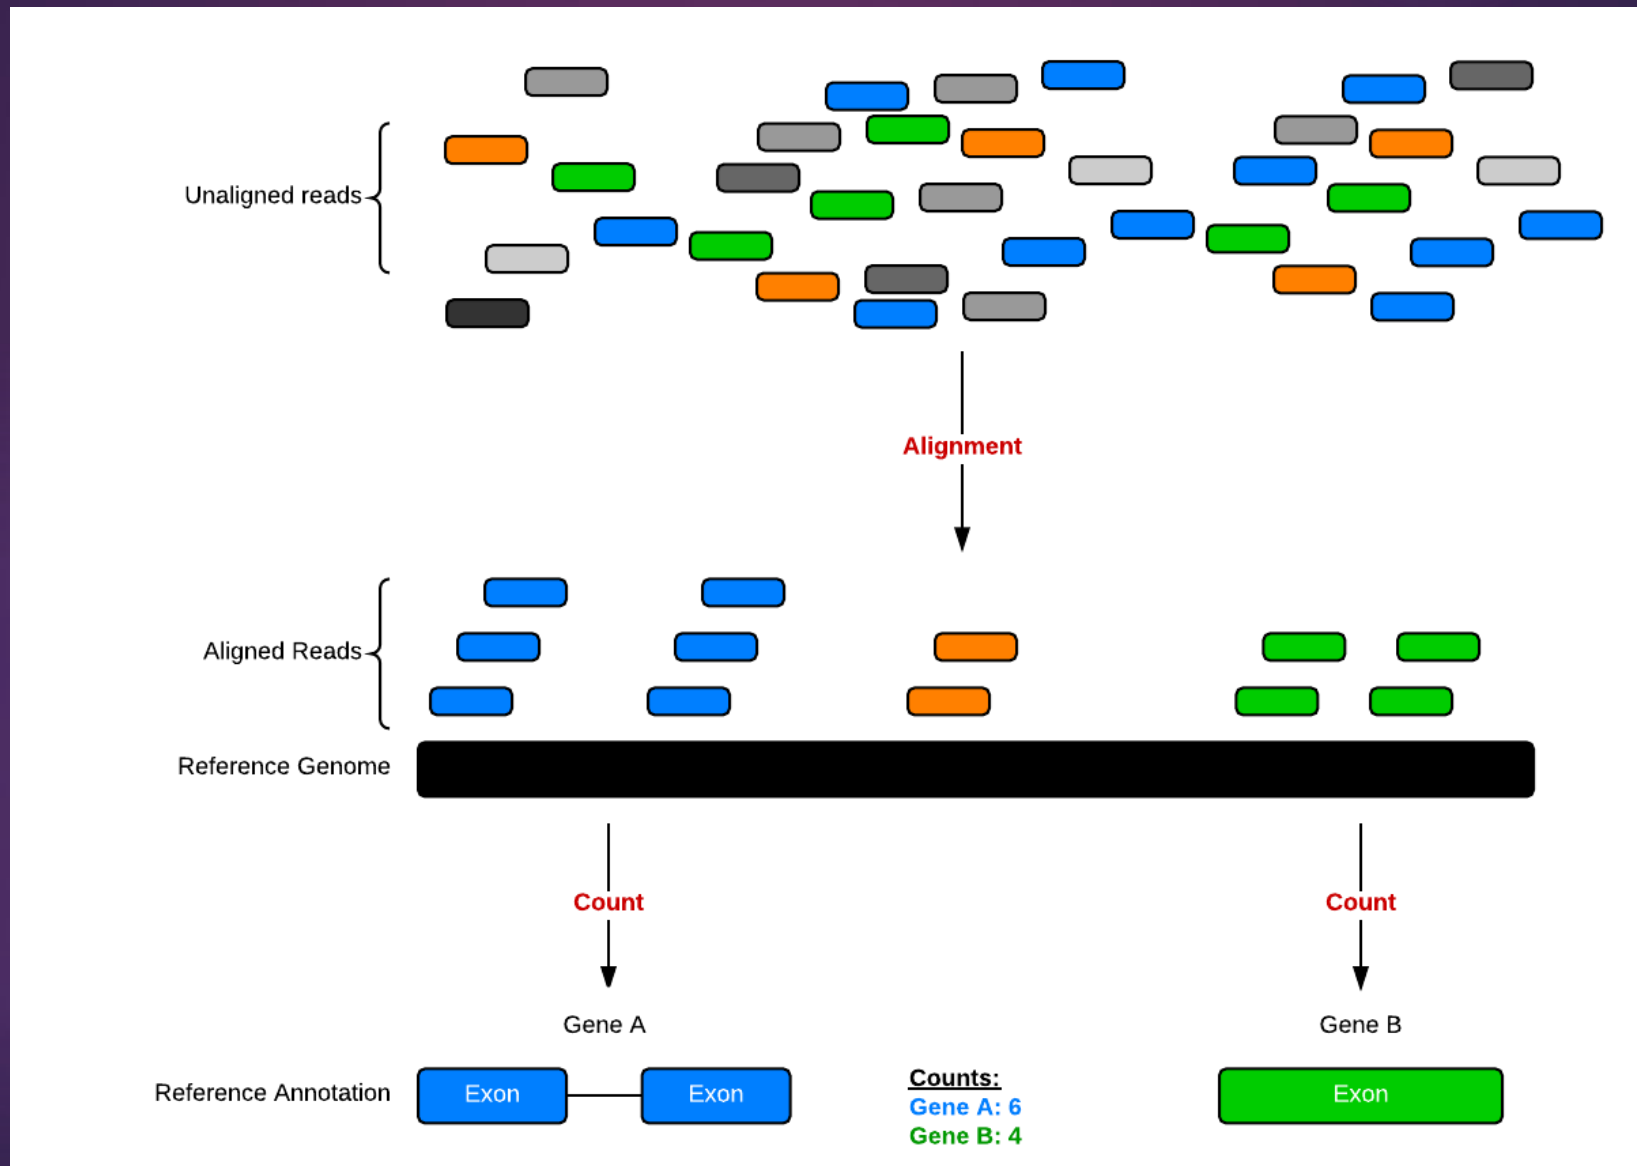 Unaligned reads
Alignment
Aligned Reads
Reference Genome
Count
Count
Gene A
Gene B
Reference Annotation
Exon
Exon
Counts:
Gene A: 6
Gene B: 4
Exon